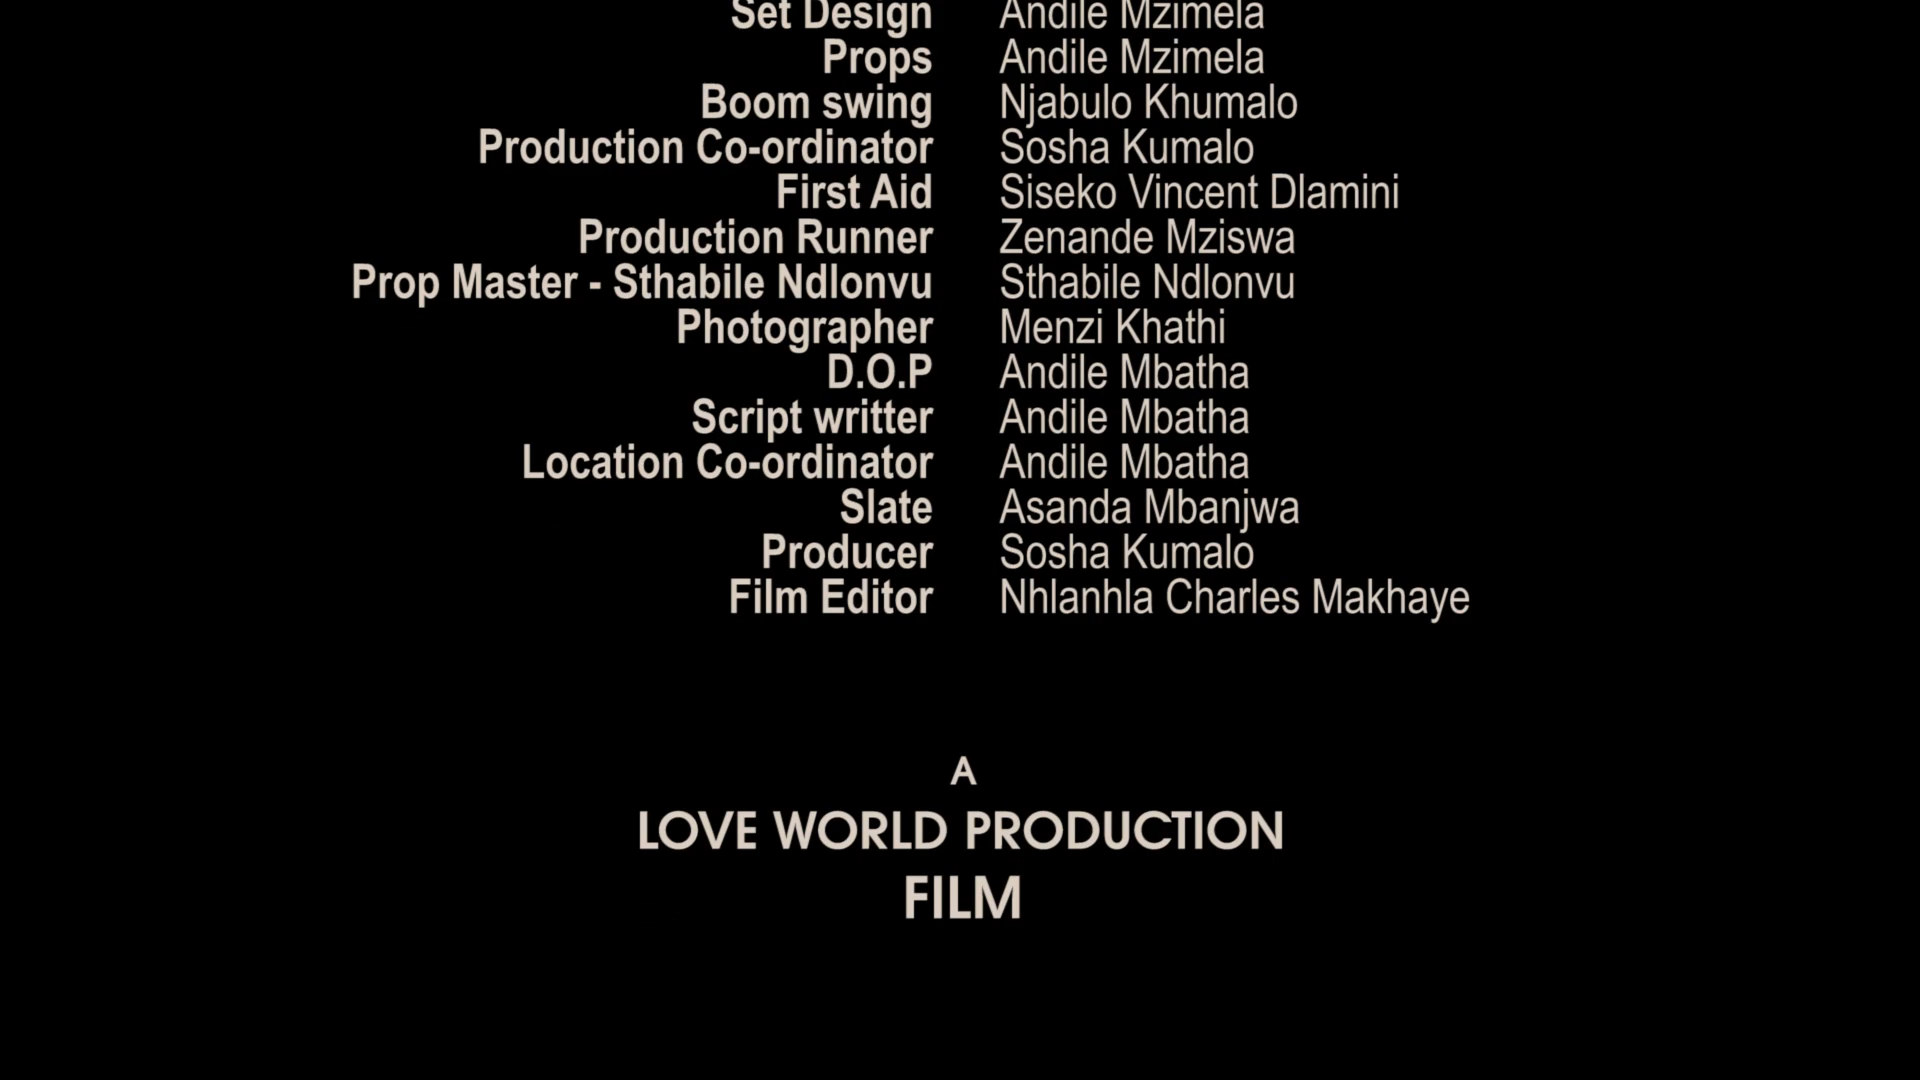 Set Design Andile Mzimela
Props Andile Mzimela
Boom swing Njabulo Khumalo
Production Co-ordinator Sosha Kumalo
First Aid Siseko Vincent Dlamini
Production Runner Zenande Mziswa
Prop Master - Sthabile Ndlonvu Sthabile Ndlonvu
Photographer Menzi Khathi
D.O.P Andile Mbatha
Script writter Andile Mbatha
Location Co-ordinator Andile Mbatha
Slate Asanda Mbanjwa
Producer Sosha Kumalo
Film Editor Nhlanhla Charles Makhaye
A
LOVE WORLD PRODUCTION
FILM